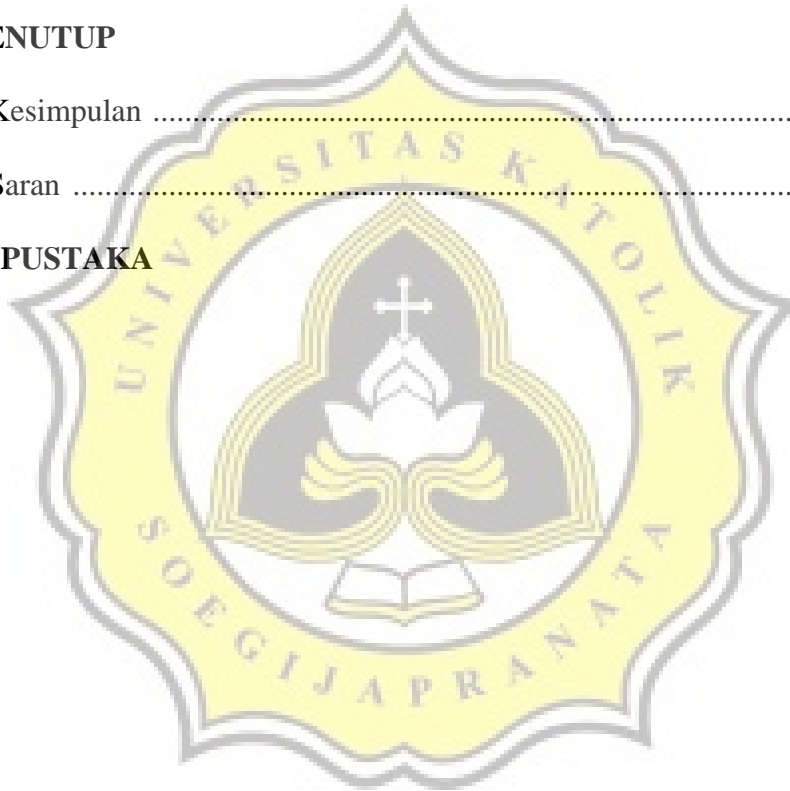 ENUTUP
Kesimpulan ................................................................................
Saran ..........................................................................................
PUSTAKA
UNIVERSITAS KATOLIK
SOEGIJAPRANATA